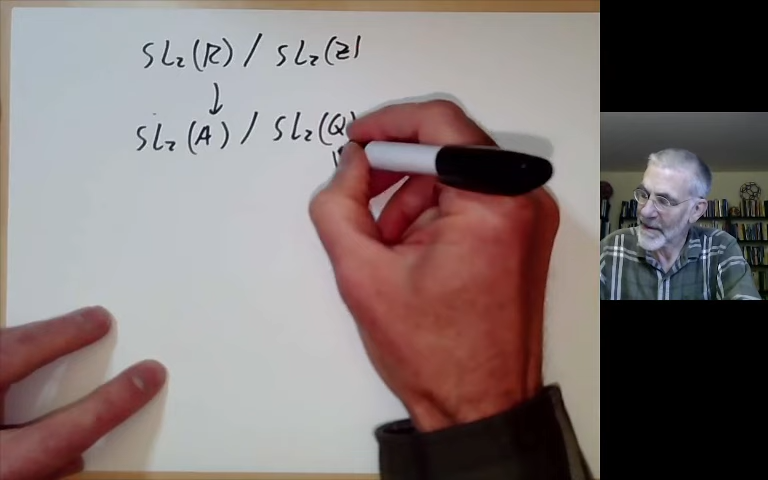 SL₂(R) / SL₂(Z)
↓
SL₂(A) / SL₂(Q)